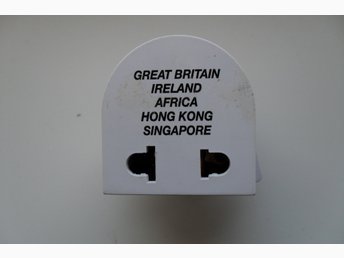 GREAT BRITAIN
IRELAND
AFRICA
HONG KONG
SINGAPORE